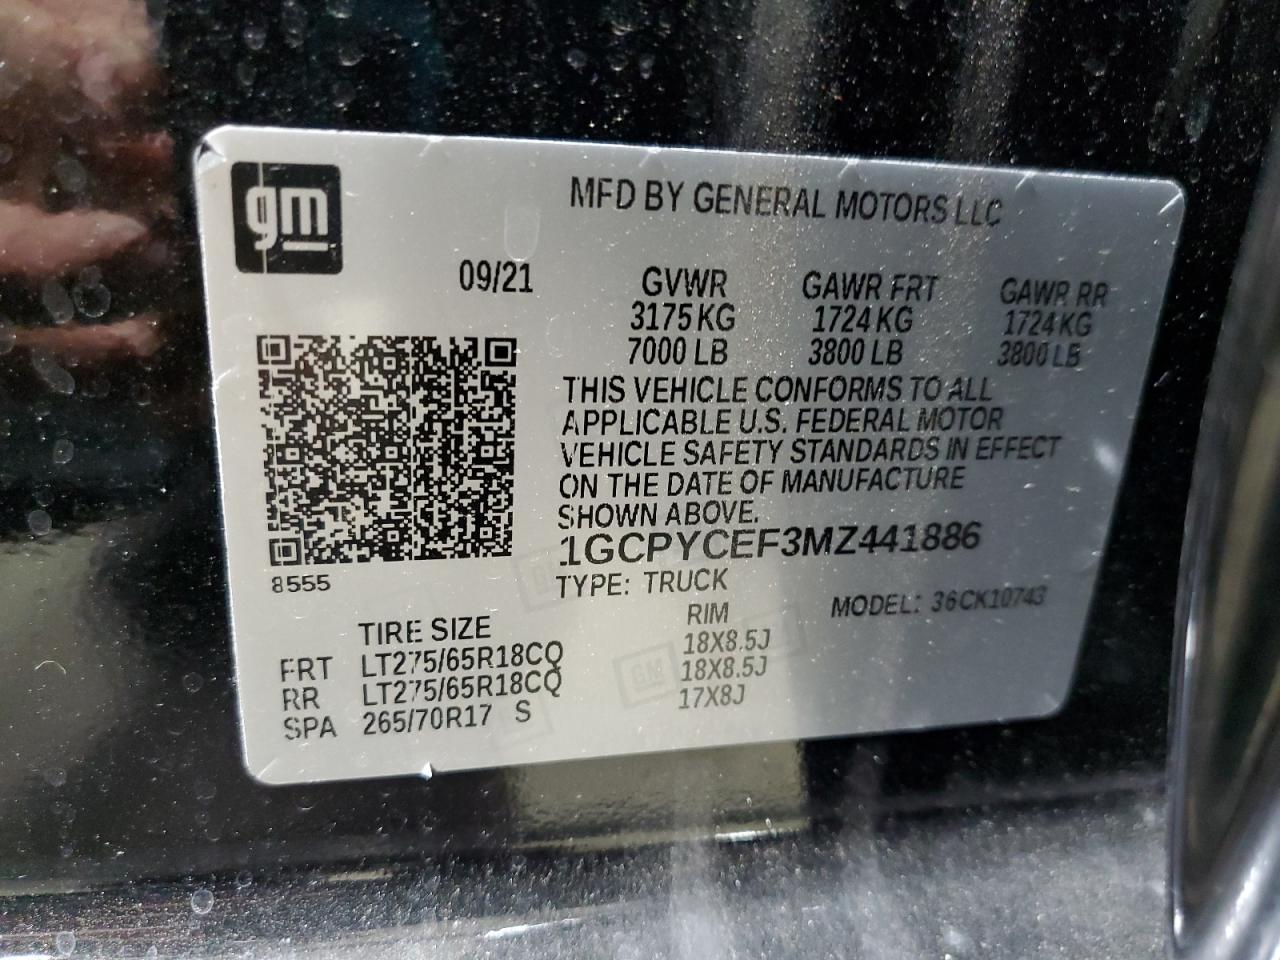 gm
MFD BY GENERAL MOTORS LLC
09/21 GVWR GAWR FRT GAWR RR
3175 KG 1724 KG 1724 KG
7000 LB 3800 LB 3800 LB
THIS VEHICLE CONFORMS TO ALL
APPLICABLE U.S. FEDERAL MOTOR
VEHICLE SAFETY STANDARDS IN EFFECT
ON THE DATE OF MANUFACTURE
SHOWN ABOVE.
1GCPYCEF3MZ441886
8555
TYPE: TRUCK
MODEL: 36CK10743
TIRE SIZE RIM
FRT LT275/65R18CQ 18X8.5J
RR LT275/65R18CQ 18X8.5J
SPA 265/70R17 S 17X8J
GM